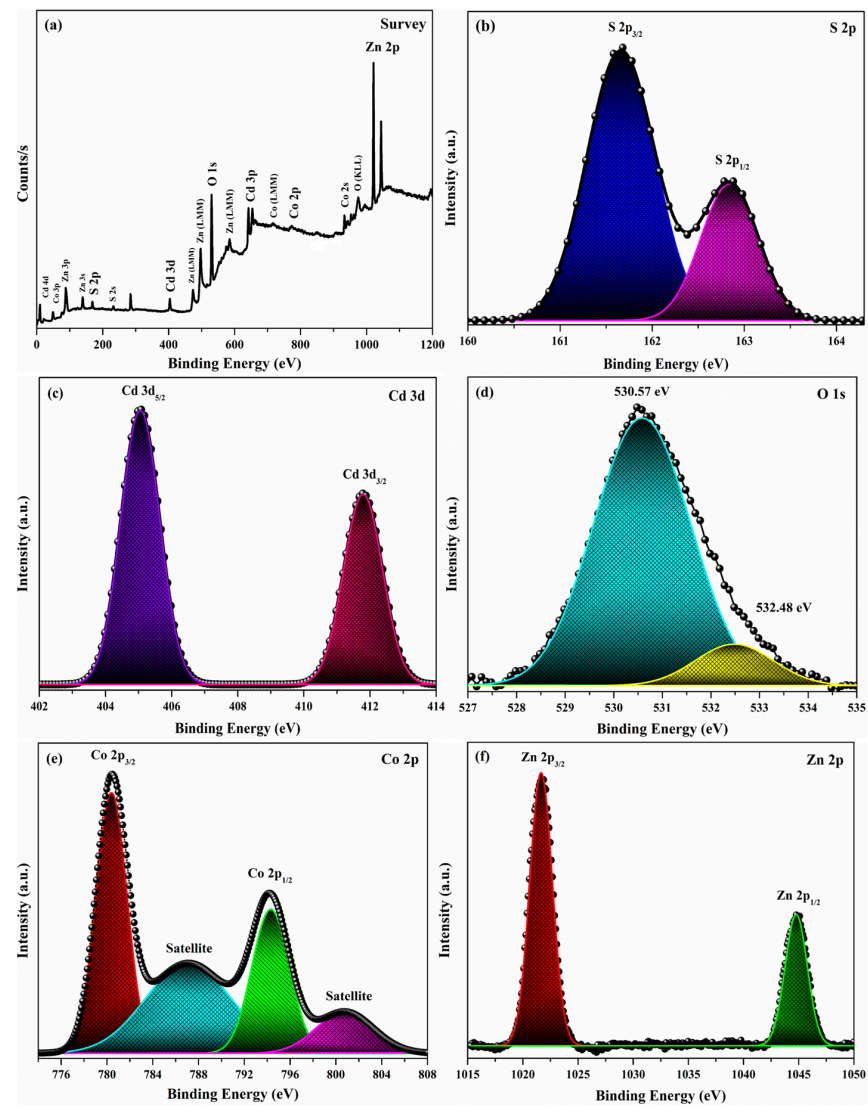 (a) Survey
Zn 2p
Counts/s
Cd 4d
Co 3p
Zn 3p
Zn 3s
S 2p
S 2s
Cd 3d
Zn (LMM)
Zn (LMM)
O 1s
Zn (LMM)
Cd 3p
Co (LMM)
Co 2p
Co 2s
O (KLL)
0 200 400 600 800 1000 1200
Binding Energy (eV)
(b) S 2p
S 2p3/2
S 2p1/2
Intensity (a.u.)
160 161 162 163 164
Binding Energy (eV)
(c) Cd 3d
Cd 3d5/2
Cd 3d3/2
Intensity (a.u.)
402 404 406 408 410 412 414
Binding Energy (eV)
(d) O 1s
530.57 eV
532.48 eV
Intensity (a.u.)
527 528 529 530 531 532 533 534 535
Binding Energy (eV)
(e) Co 2p
Co 2p3/2
Satellite
Co 2p1/2
Satellite
Intensity (a.u.)
776 780 784 788 792 796 800 804 808
Binding Energy (eV)
(f) Zn 2p
Zn 2p3/2
Zn 2p1/2
Intensity (a.u.)
1015 1020 1025 1030 1035 1040 1045 1050
Binding Energy (eV)